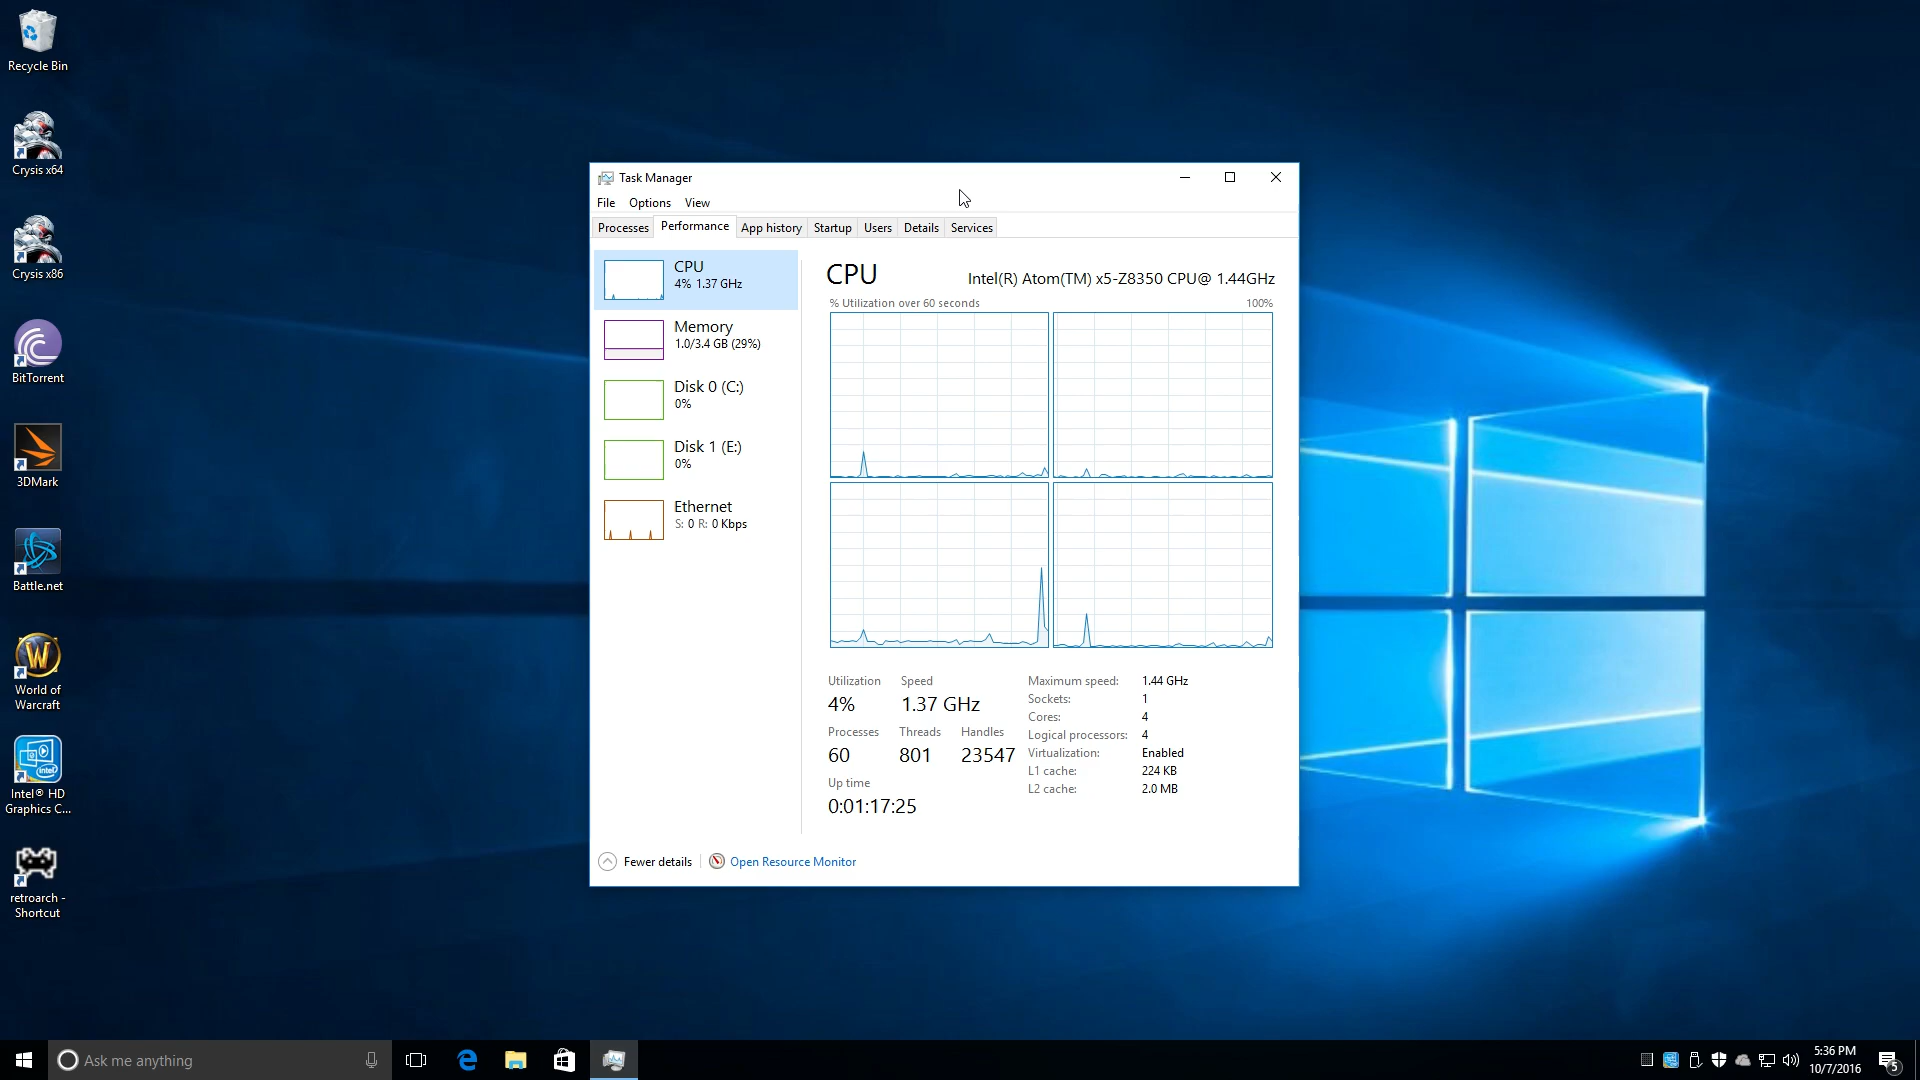 Recycle Bin
Crysis x64
Crysis x86
BitTorrent
3DMark
Battle.net
World of
Warcraft
Intel® HD
Graphics C...
retroarch -
Shortcut
Task Manager
File Options View
Processes Performance App history Startup Users Details Services
CPU
4% 1.37 GHz
Memory
1.0/3.4 GB (29%)
Disk 0 (C:)
0%
Disk 1 (E:)
0%
Ethernet
S: 0 R: 0 Kbps
CPU Intel(R) Atom(TM) x5-Z8350 CPU@ 1.44GHz
% Utilization over 60 seconds 100%
Utilization Speed
4% 1.37 GHz
Processes Threads Handles
60 801 23547
Up time
0:01:17:25
Maximum speed: 1.44 GHz
Sockets: 1
Cores: 4
Logical processors: 4
Virtualization: Enabled
L1 cache: 224 KB
L2 cache: 2.0 MB
Fewer details Open Resource Monitor
Ask me anything
5:36 PM
10/7/2016
5